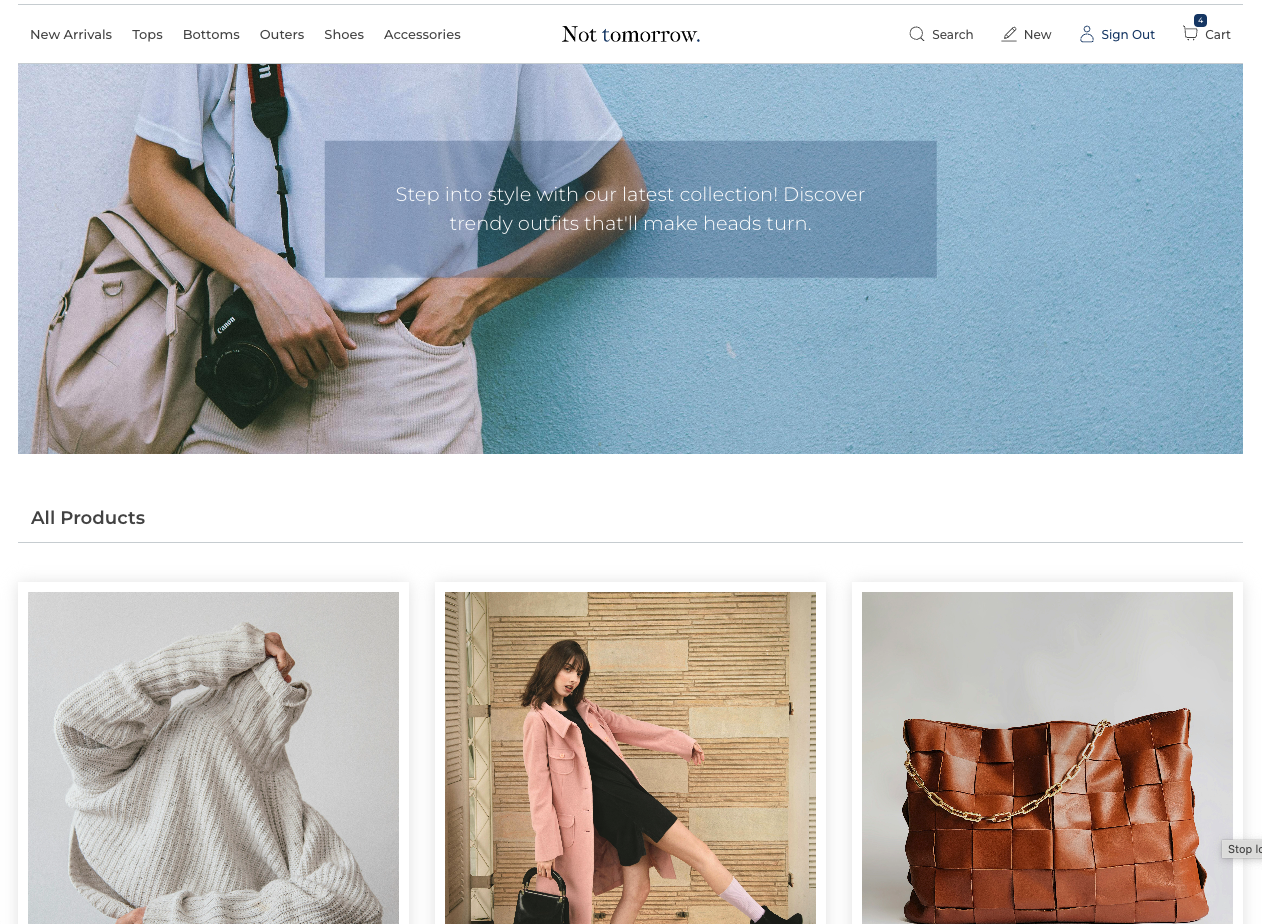 New Arrivals Tops Bottoms Outers Shoes Accessories Not tomorrow. Search New Sign Out 4 Cart
Step into style with our latest collection! Discover
trendy outfits that'll make heads turn.
Canon
All Products
Stop